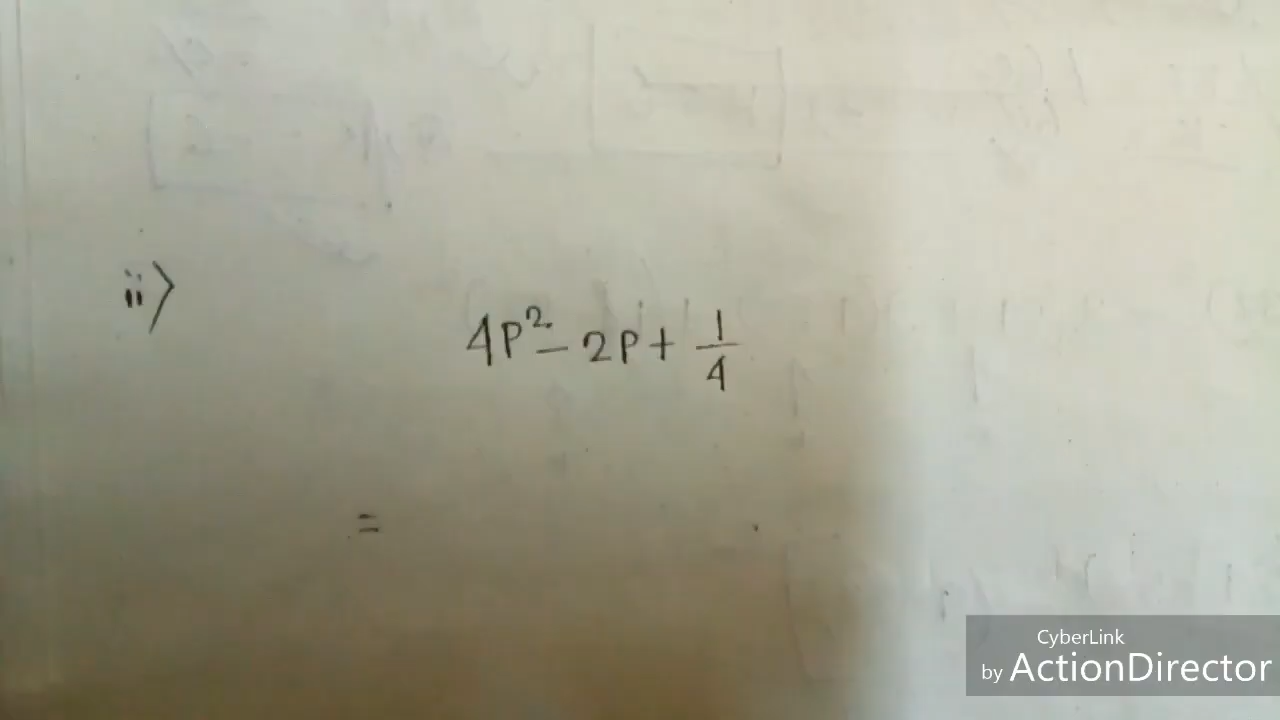 ii)
4P² - 2P + 1/4
=
CyberLink
by ActionDirector